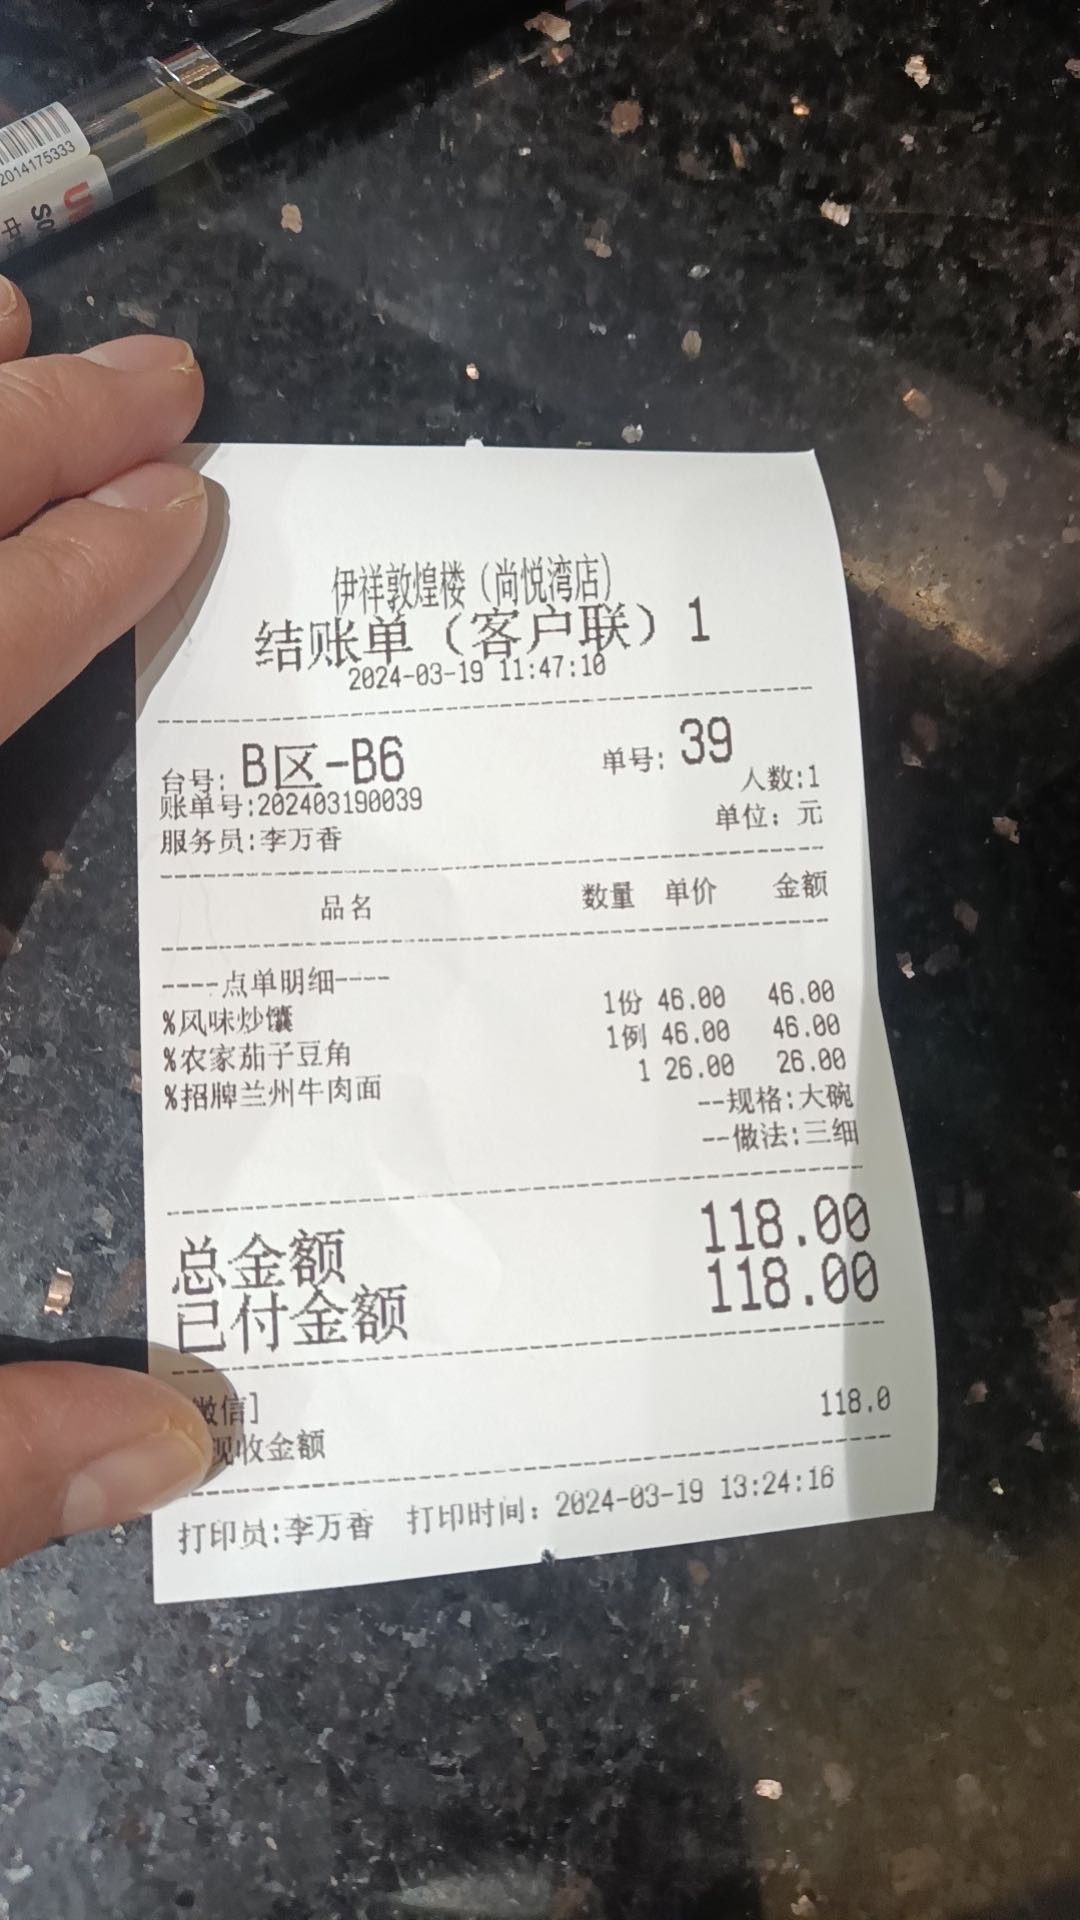 2014175333
中
伊祥敦煌楼（尚悦湾店）
结账单（客户联）1
2024-03-19 11:47:10
台号: B区-B6 单号: 39
人数:1
账单号:202403190039
单位: 元
服务员:李万香
品名 数量 单价 金额
----点单明细----
%风味炒馕 1份 46.00 46.00
%农家茄子豆角 1例 46.00 46.00
%招牌兰州牛肉面 1 26.00 26.00
--规格:大碗
--做法:三细
总金额 118.00
已付金额 118.00
微信] 118.0
现收金额
打印员:李万香 打印时间: 2024-03-19 13:24:16